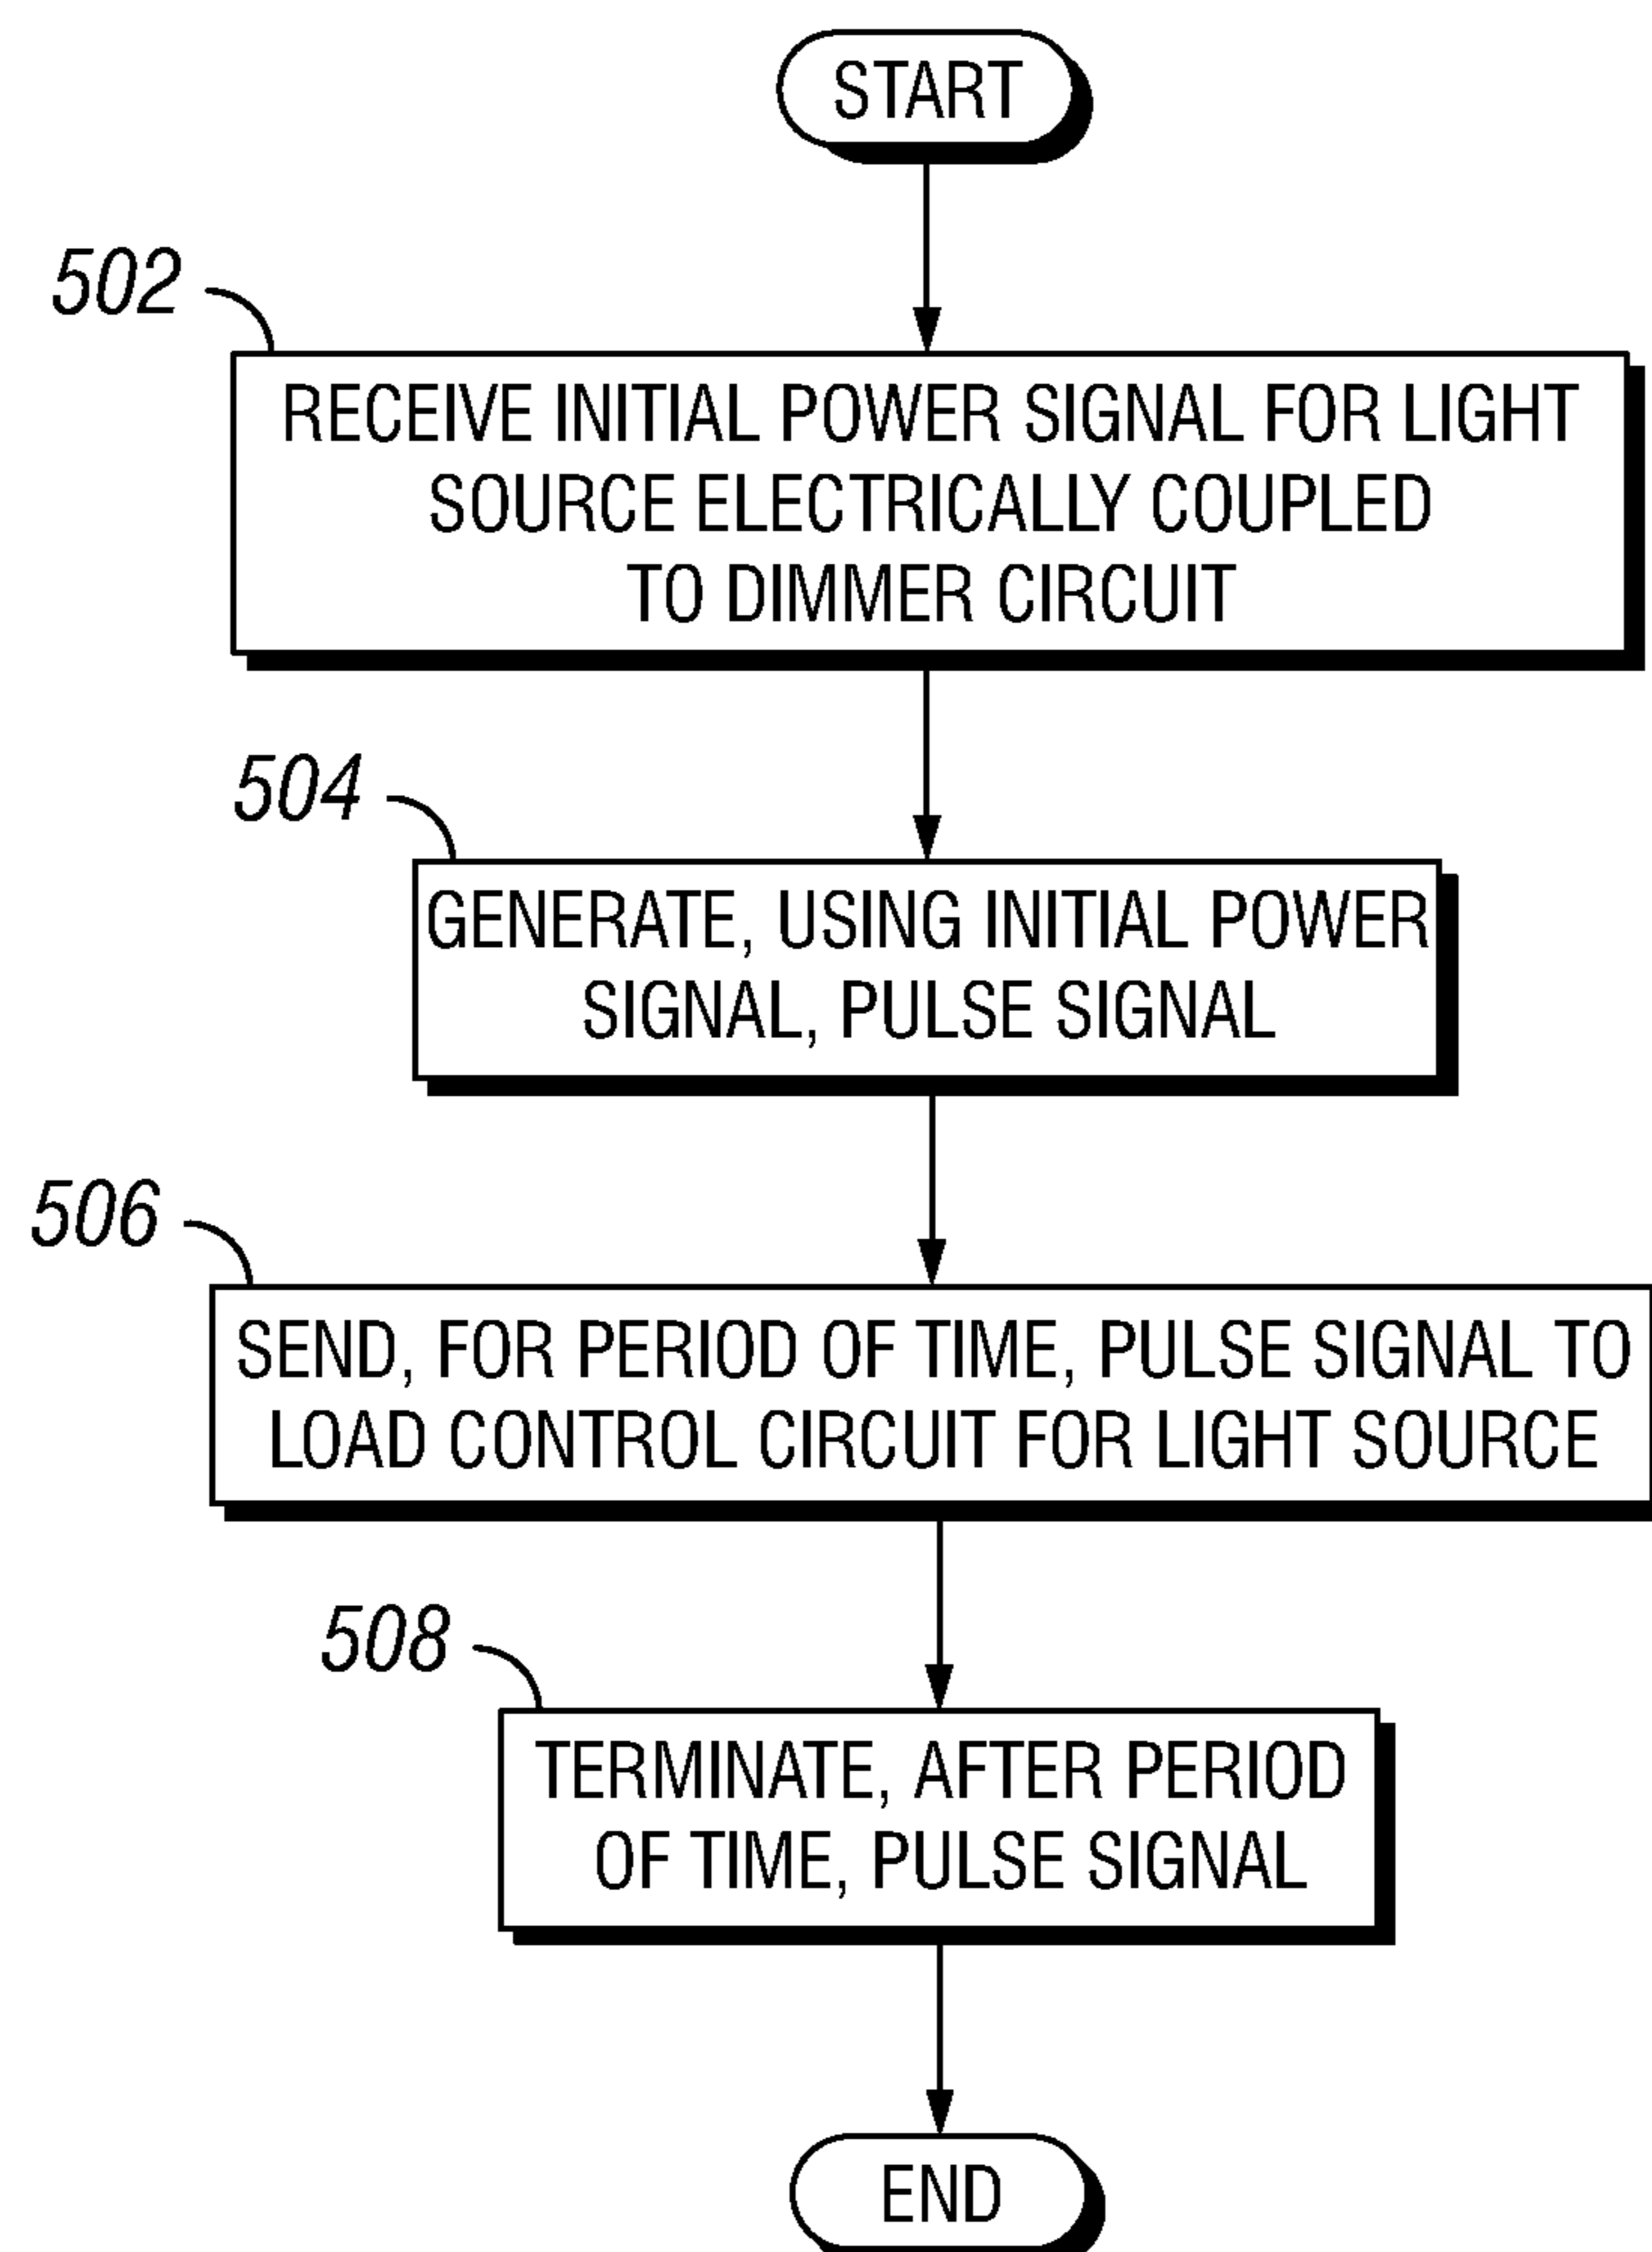 START
502
RECEIVE INITIAL POWER SIGNAL FOR LIGHT
SOURCE ELECTRICALLY COUPLED
TO DIMMER CIRCUIT
504
GENERATE, USING INITIAL POWER
SIGNAL, PULSE SIGNAL
506
SEND, FOR PERIOD OF TIME, PULSE SIGNAL TO
LOAD CONTROL CIRCUIT FOR LIGHT SOURCE
508
TERMINATE, AFTER PERIOD
OF TIME, PULSE SIGNAL
END